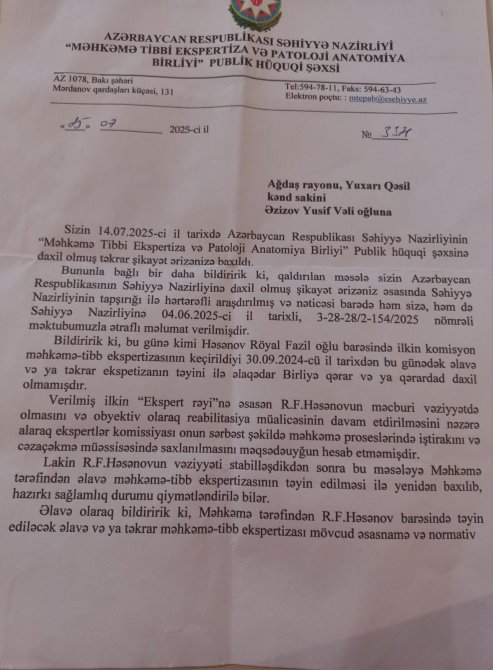 AZƏRBAYCAN RESPUBLİKASI SƏHİYYƏ NAZİRLİYİ
“MƏHKƏMƏ TİBBİ EKSPERTİZA VƏ PATOLOJİ ANATOMİYA
BİRLİYİ” PUBLİK HÜQUQİ ŞƏXSİ
AZ 1078, Bakı şəhəri
Mərdanov qardaşları küçəsi, 131
Tel:594-78-11, Faks: 594-63-43
Elektron poçtu: : mtepab@esehiyye.az
“15” 07 2025-ci il
№ 334
Ağdaş rayonu, Yuxarı Qəsil
kənd sakini
Əzizov Yusif Vəli oğluna
Sizin 14.07.2025-ci il tarixdə Azərbaycan Respublikası Səhiyyə Nazirliyinin
“Məhkəmə Tibbi Ekspertiza və Patoloji Anatomiya Birliyi” Publik Hüquqi şəxsinə
daxil olmuş təkrar şikayət ərizənizə baxıldı.
Bununla bağlı bir daha bildiririk ki, qaldırılan məsələ sizin Azərbaycan
Respublikasının Səhiyyə Nazirliyinə daxil olmuş şikayət əriziniz əsasında Səhiyyə
Nazirliyinin tapşırığı ilə hərtərəfli araşdırılmış və nəticəsi barədə həm sizə, həm də
Səhiyyə Nazirliyinə 04.06.2025-ci il tarixli, 3-28-28/2-154/2025 nömrəli
məktubumuzla ətraflı məlumat verilmişdir.
Bildiririk ki, bu günə kimi Həsənov Röyal Fazil oğlu barəsində ilkin komisyon
məhkəmə-tibb ekspertizasının keçirildiyi 30.09.2024-cü il tarixdən bu günədək əlavə
və ya təkrar ekspetizanın təyini ilə əlaqədar Birliyə qərar və ya qərardad daxil
olmamışdır.
Verilmiş ilkin “Ekspert rəyi”nə əsasən R.F.Həsənovun məcburi vəziyyətdə
olmasını və obyektiv olaraq reabilitasiya müalicəsinin davam etdirilməsini nəzərə
alaraq ekspertlər komissiyası onun sərbəst şəkildə məhkəmə proseslərində iştirakını və
cəzaçəkmə müəssisəsində saxlanılmasını məqsədəuyğun hesab etməmişdir.
Lakin R.F.Həsənovun vəziyyəti stabilləşdikdən sonra bu məsələyə Məhkəmə
tərəfindən əlavə məhkəmə-tibb ekspertizasının təyin edilməsi ilə yenidən baxılıb,
hazırki sağlamlıq durumu qiymətləndirilə bilər.
Əlavə olaraq bildiririk ki, Məhkəmə tərəfindən R.F.Həsənov barəsində təyin
ediləcək əlavə və ya təkrar məhkəmə-tibb ekspertizası mövcud əsasnamə və normativ